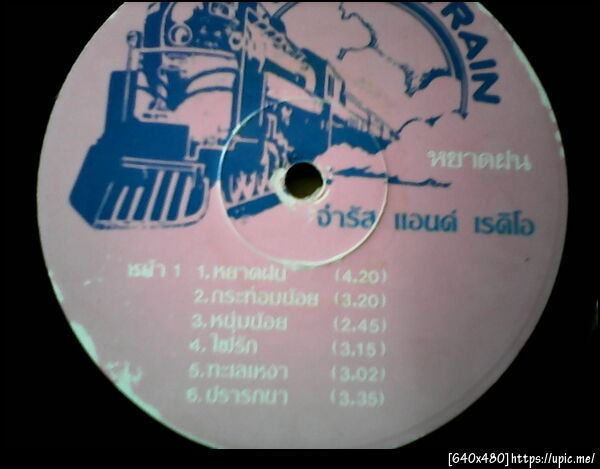 TRAIN
หยาดฝน
จำรัส แอนด์ เรดิโอ
หน้า 1 1.หยาดฝน (4.20)
2.กระท่อมน้อย (3.20)
3.หนุ่มน้อย (2.45)
4.ไฟรัก (3.15)
5.ทะเลเหงา (3.02)
6.ปรารถนา (3.35)
[640x480]https://upic.me/